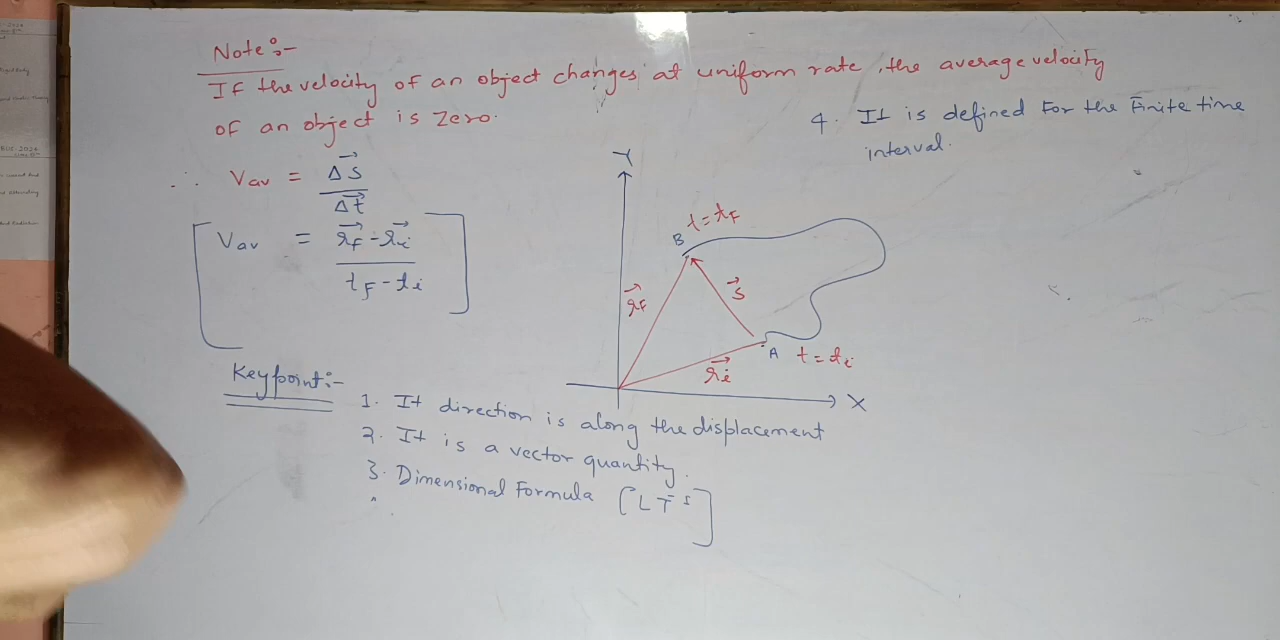 Note:-
If the velocity of an object changes at uniform rate, the average velocity
of an object is zero.
∴ Vav = Δs⃗ / Δt⃗
Vav = r⃗F - r⃗i / tF - ti
Keypoint:-
1. It direction is along the displacement
2. It is a vector quantity.
3. Dimensional Formula [LT⁻¹]
4. It is defined For the Finite time
interval.
Y
t = tF
B
r⃗F
s⃗
A t = ti
r⃗i
X